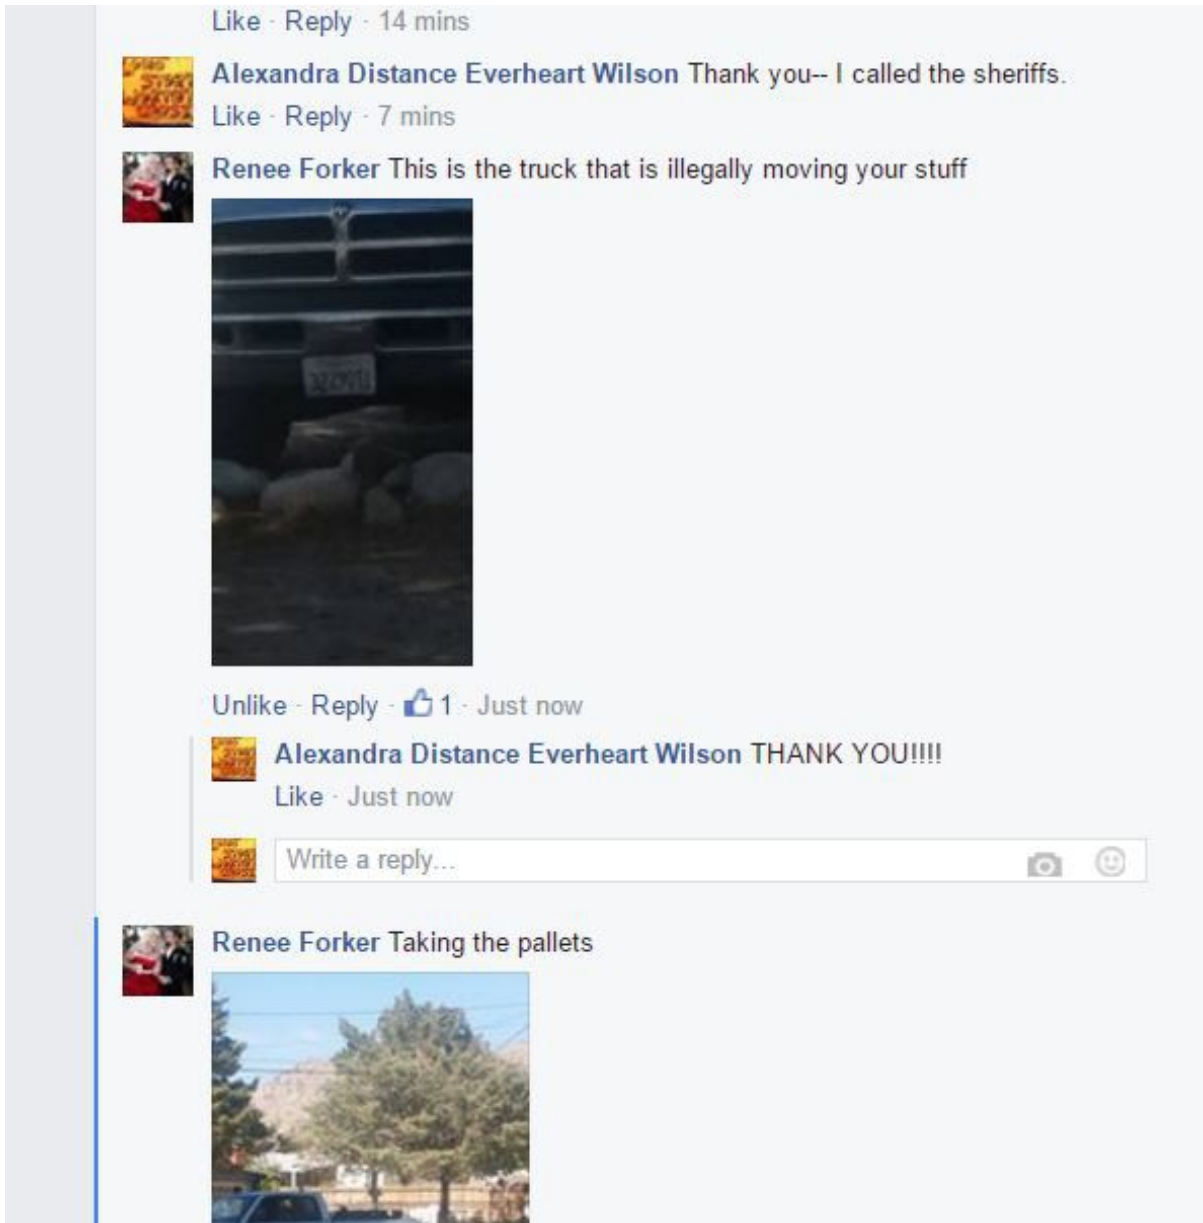 Like · Reply · 14 mins
Alexandra Distance Everheart Wilson Thank you-- I called the sheriffs.
Like · Reply · 7 mins
Renee Forker This is the truck that is illegally moving your stuff
Unlike · Reply · 1 · Just now
Alexandra Distance Everheart Wilson THANK YOU!!!!
Like · Just now
Write a reply...
Renee Forker Taking the pallets